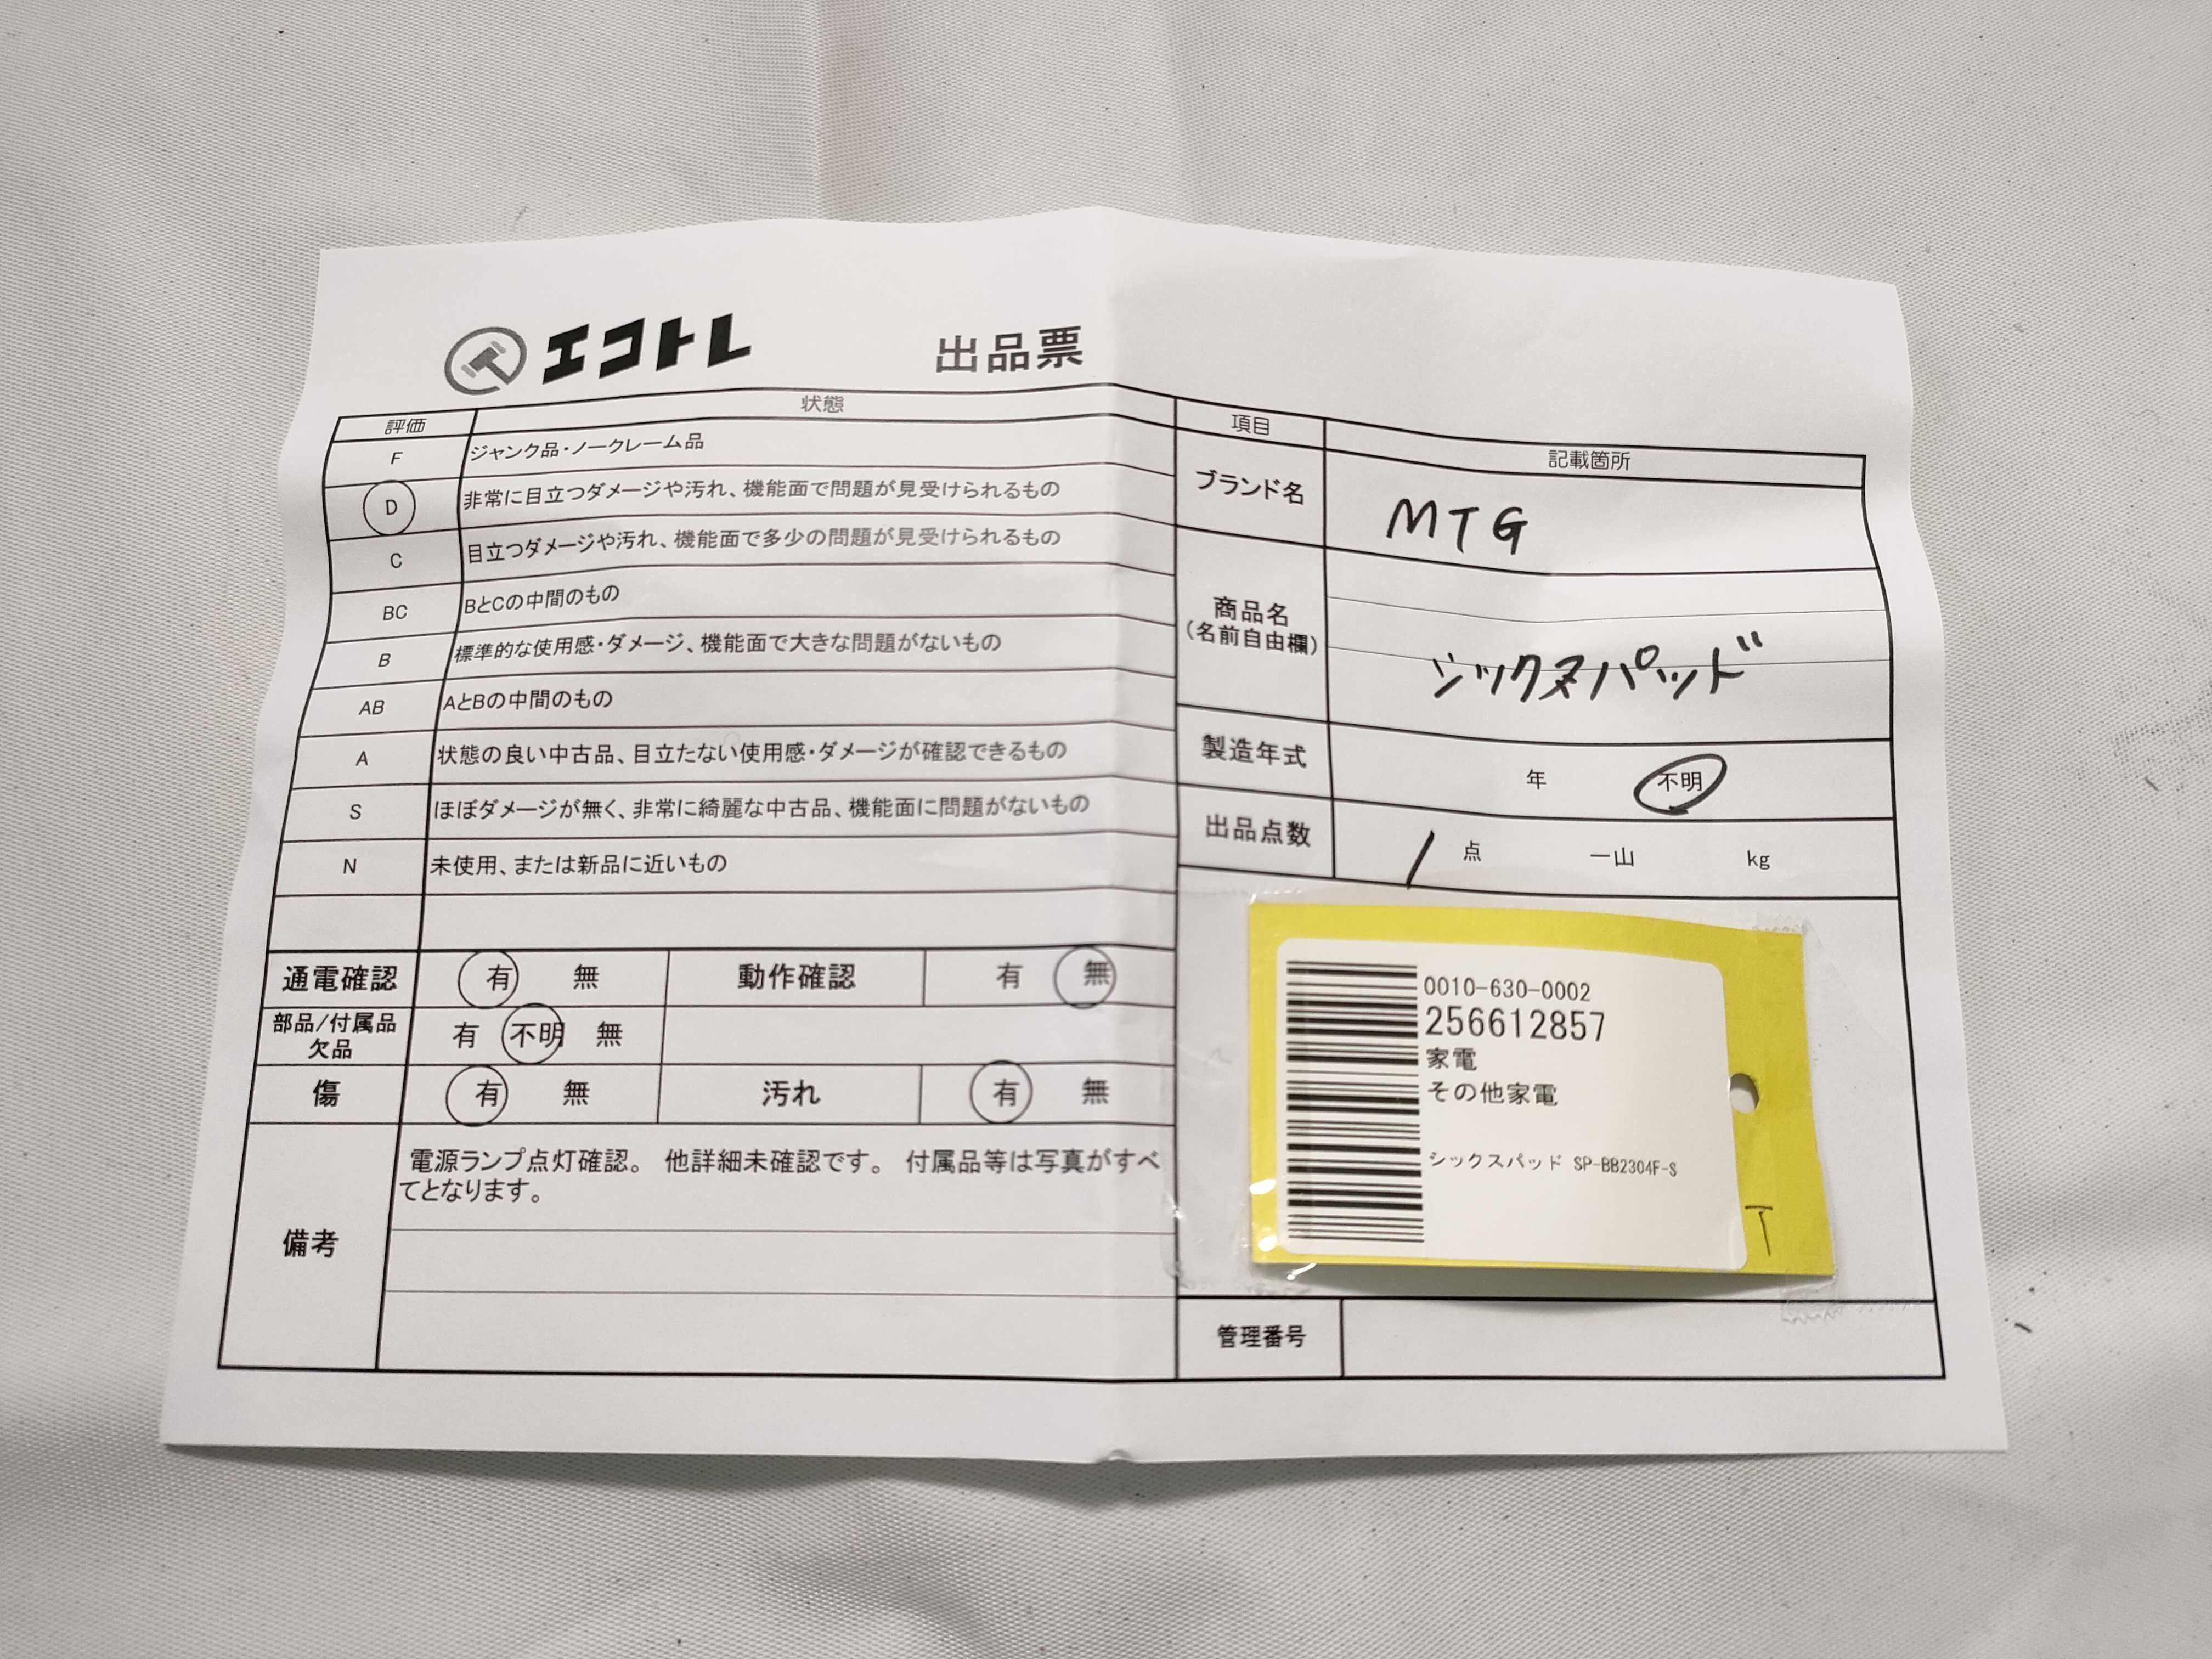 エコトレ 出品票
評価 状態
F ジャンク品・ノークレーム品
D 非常に目立つダメージや汚れ、機能面で問題が見受けられるもの
C 目立つダメージや汚れ、機能面で多少の問題が見受けられるもの
BC BとCの中間のもの
B 標準的な使用感・ダメージ、機能面で大きな問題がないもの
AB AとBの中間のもの
A 状態の良い中古品、目立たない使用感・ダメージが確認できるもの
S ほぼダメージが無く、非常に綺麗な中古品、機能面に問題がないもの
N 未使用、または新品に近いもの
通電確認 有 無 動作確認 有 無
部品/付属品 欠品 有 不明 無
傷 有 無 汚れ 有 無
備考
電源ランプ点灯確認。 他詳細未確認です。 付属品等は写真がすべ
てとなります。
項目 記載箇所
ブランド名 MTG
商品名
(名前自由欄)
シックスパッド
製造年式 年 不明
出品点数 1 点 一山 kg
0010-630-0002
256612857
家電
その他家電
シックスパッド SP-BB2304F-S
T
管理番号